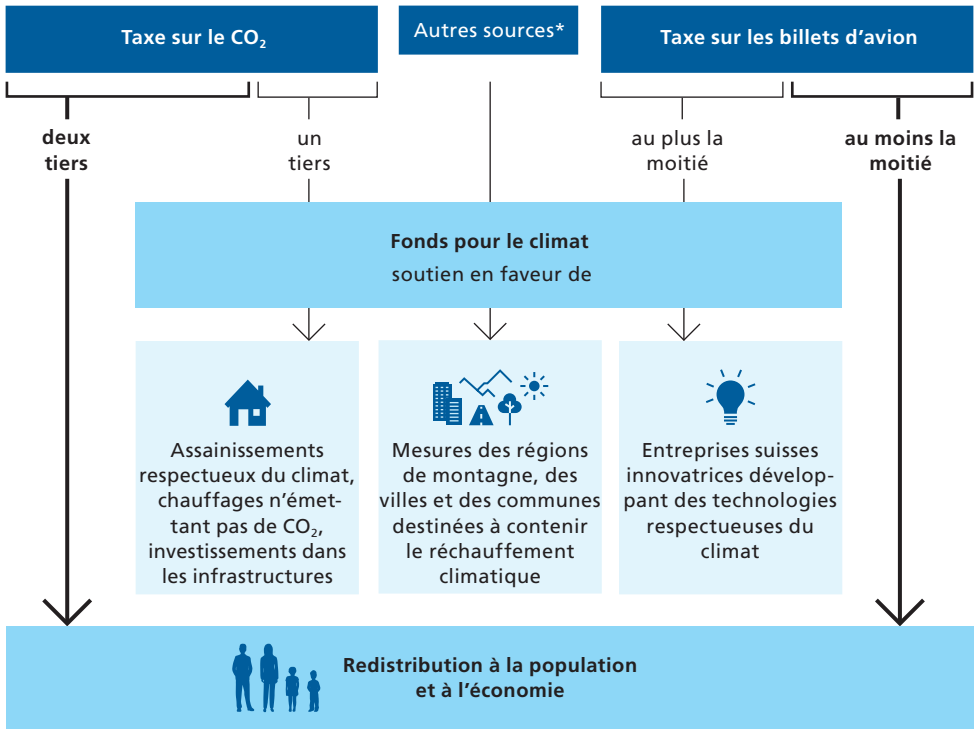 Taxe sur le CO₂
Autres sources*
Taxe sur les billets d'avion
deux
tiers
un
tiers
au plus la
moitié
au moins la
moitié
Fonds pour le climat
soutien en faveur de
Assainissements
respectueux du climat,
chauffages n'émet-
tant pas de CO₂,
investissements dans
les infrastructures
Mesures des régions
de montagne, des
villes et des communes
destinées à contenir
le réchauffement
climatique
Entreprises suisses
innovatrices dévelop-
pant des technologies
respectueuses du
climat
Redistribution à la population
et à l'économie